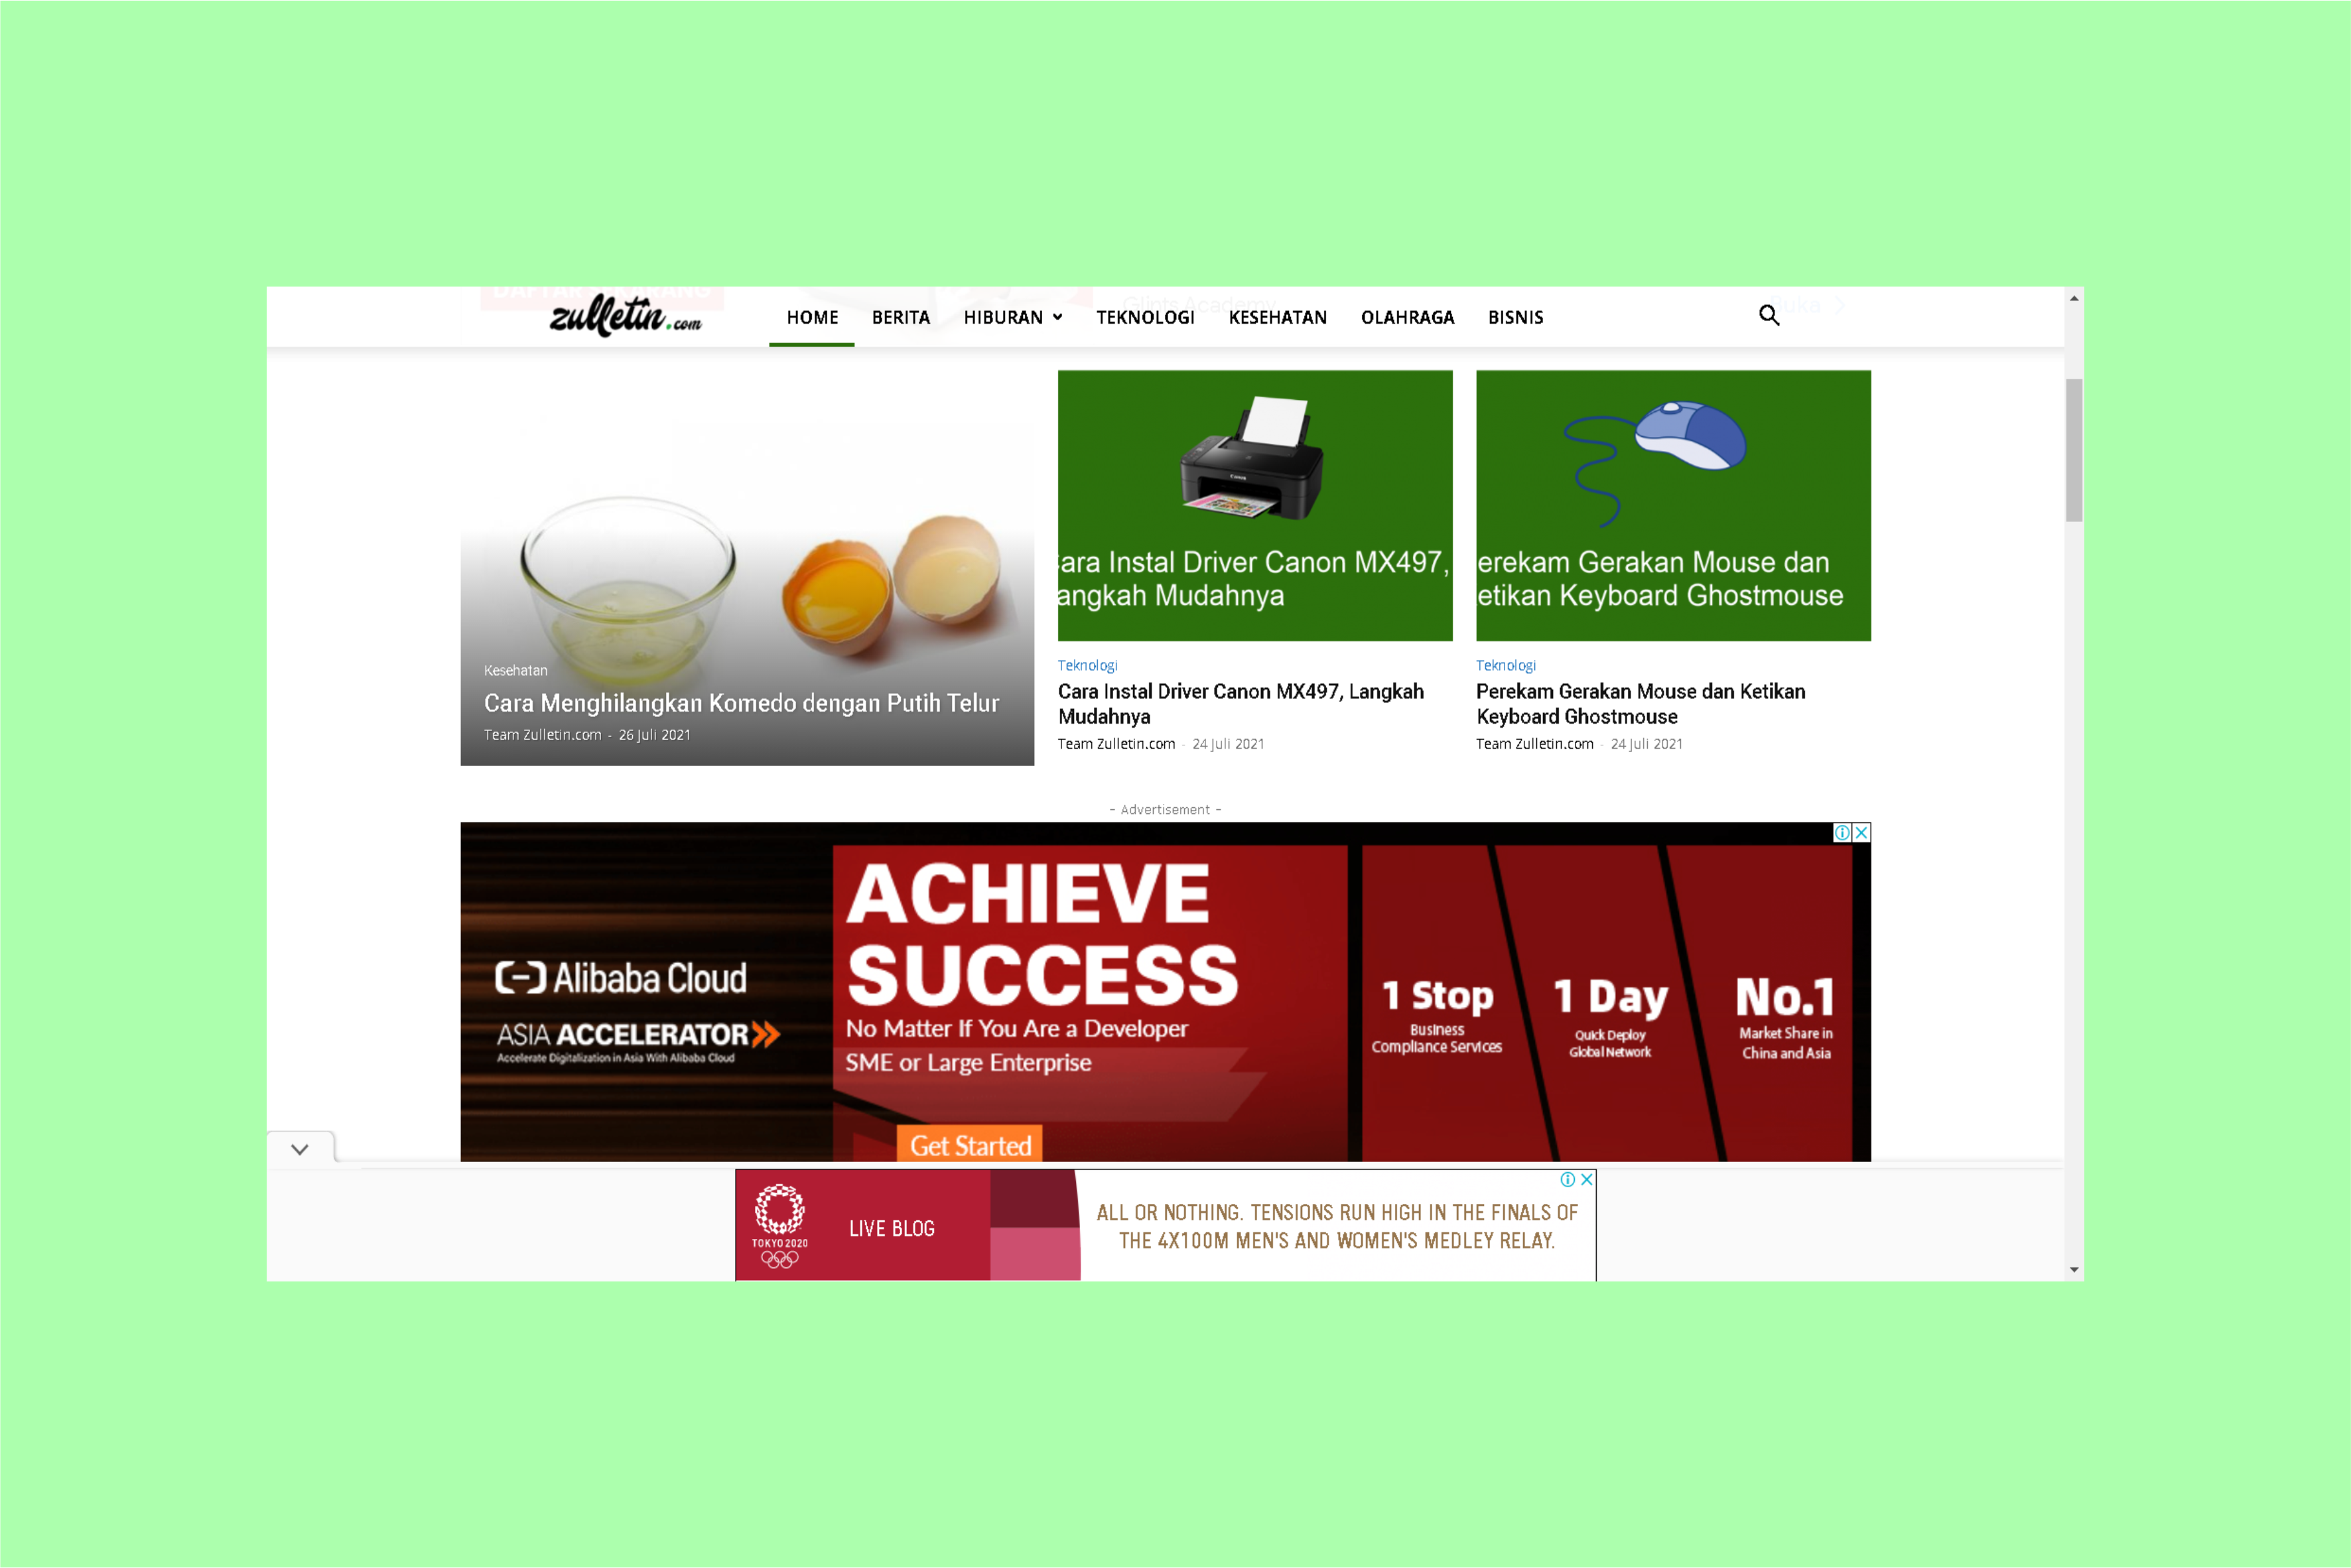 DAFTAR SEKARANG
Glints Academy
Buka
zulletin.com
HOME BERITA HIBURAN TEKNOLOGI KESEHATAN OLAHRAGA BISNIS
Kesehatan
Cara Menghilangkan Komedo dengan Putih Telur
Team Zulletin.com - 26 Juli 2021
Canon
ara Instal Driver Canon MX497,
angkah Mudahnya
Teknologi
Cara Instal Driver Canon MX497, Langkah
Mudahnya
Team Zulletin.com - 24 Juli 2021
erekam Gerakan Mouse dan
etikan Keyboard Ghostmouse
Teknologi
Perekam Gerakan Mouse dan Ketikan
Keyboard Ghostmouse
Team Zulletin.com - 24 Juli 2021
- Advertisement -
Alibaba Cloud
ASIA ACCELERATOR
Accelerate Digitalization in Asia With Alibaba Cloud
ACHIEVE
SUCCESS
No Matter If You Are a Developer
SME or Large Enterprise
Get Started
1 Stop
Business
Compliance Services
1 Day
Quick Deploy
Global Network
No.1
Market Share in
China and Asia
TOKYO 2020
LIVE BLOG
ALL OR NOTHING. TENSIONS RUN HIGH IN THE FINALS OF
THE 4X100M MEN'S AND WOMEN'S MEDLEY RELAY.